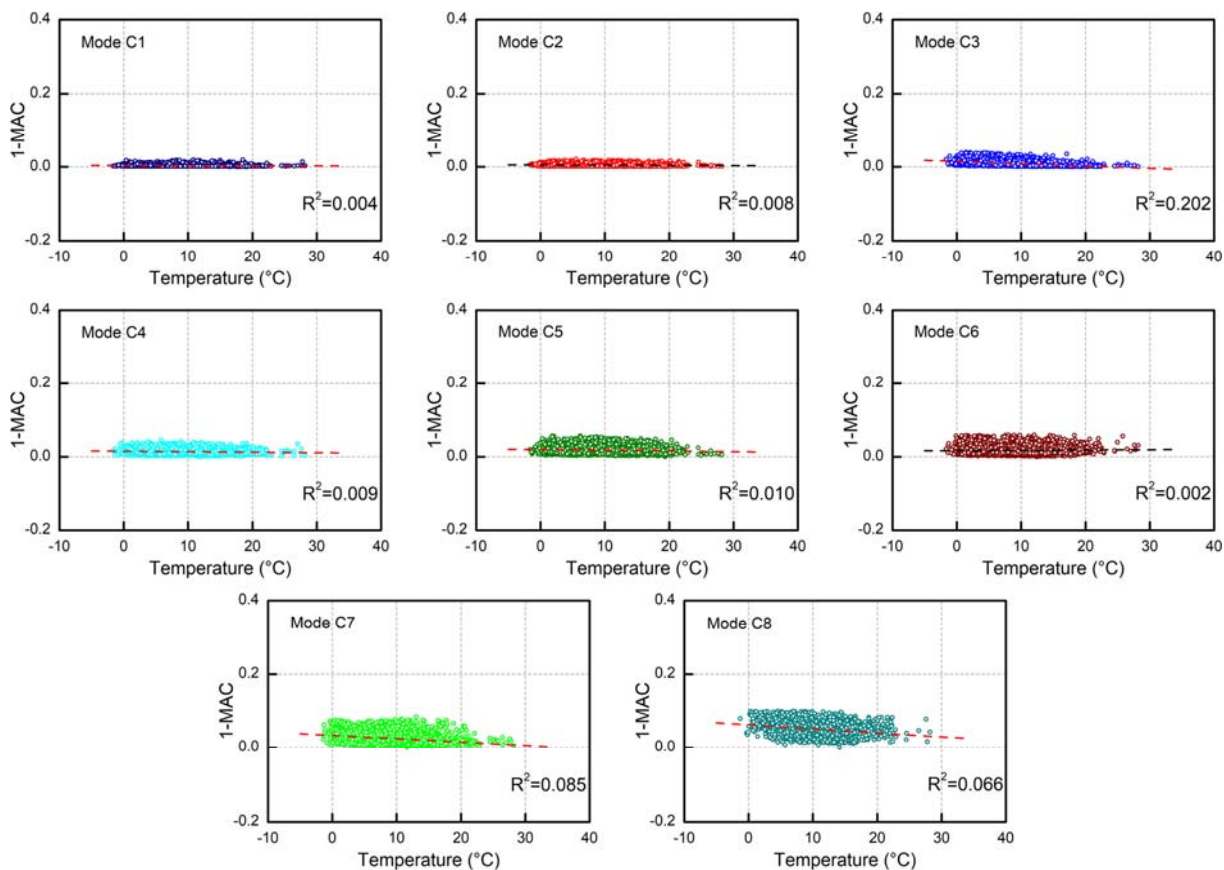 0.4
Mode C1
0.2
1-MAC
0.0
R²=0.004
-0.2
-10 0 10 20 30 40
Temperature (°C)
0.4
Mode C2
0.2
1-MAC
0.0
R²=0.008
-0.2
-10 0 10 20 30 40
Temperature (°C)
0.4
Mode C3
0.2
1-MAC
0.0
R²=0.202
-0.2
-10 0 10 20 30 40
Temperature (°C)
0.4
Mode C4
0.2
1-MAC
0.0
R²=0.009
-0.2
-10 0 10 20 30 40
Temperature (°C)
0.4
Mode C5
0.2
1-MAC
0.0
R²=0.010
-0.2
-10 0 10 20 30 40
Temperature (°C)
0.4
Mode C6
0.2
1-MAC
0.0
R²=0.002
-0.2
-10 0 10 20 30 40
Temperature (°C)
0.4
Mode C7
0.2
1-MAC
0.0
R²=0.085
-0.2
-10 0 10 20 30 40
Temperature (°C)
0.4
Mode C8
0.2
1-MAC
0.0
R²=0.066
-0.2
-10 0 10 20 30 40
Temperature (°C)